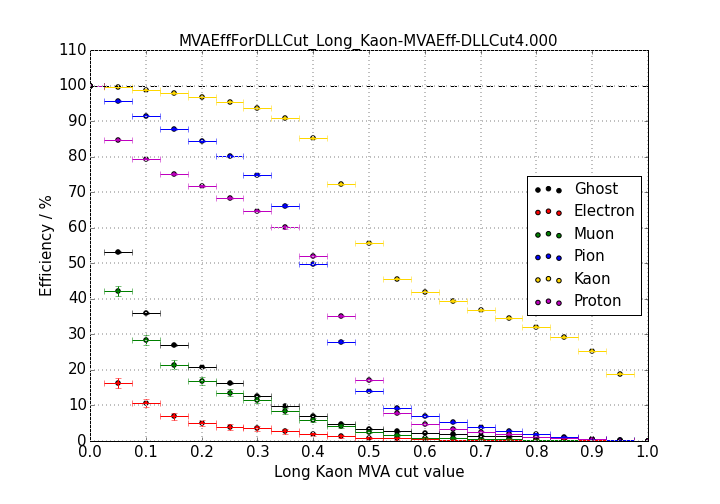 MVAEffForDLLCut_Long_Kaon-MVAEff-DLLCut4.000
110
100
90
80
70
60
50
40
30
20
10
0
Efficiency / %
Ghost
Electron
Muon
Pion
Kaon
Proton
0.0 0.1 0.2 0.3 0.4 0.5 0.6 0.7 0.8 0.9 1.0
Long Kaon MVA cut value